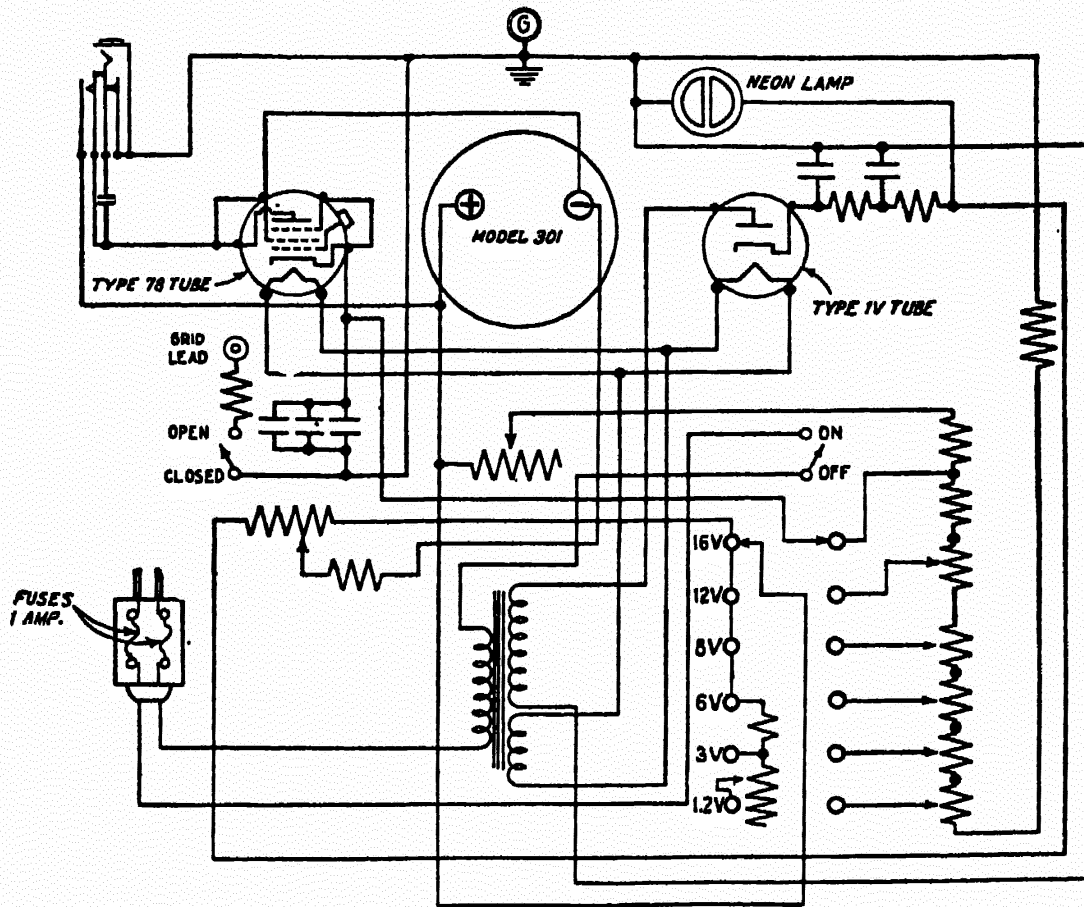 G
NEON LAMP
+
−
MODEL 301
TYPE 78 TUBE
TYPE 1V TUBE
GRID
LEAD
OPEN
CLOSED
ON
OFF
16V
12V
8V
6V
3V
1.2V
FUSES
1 AMP.